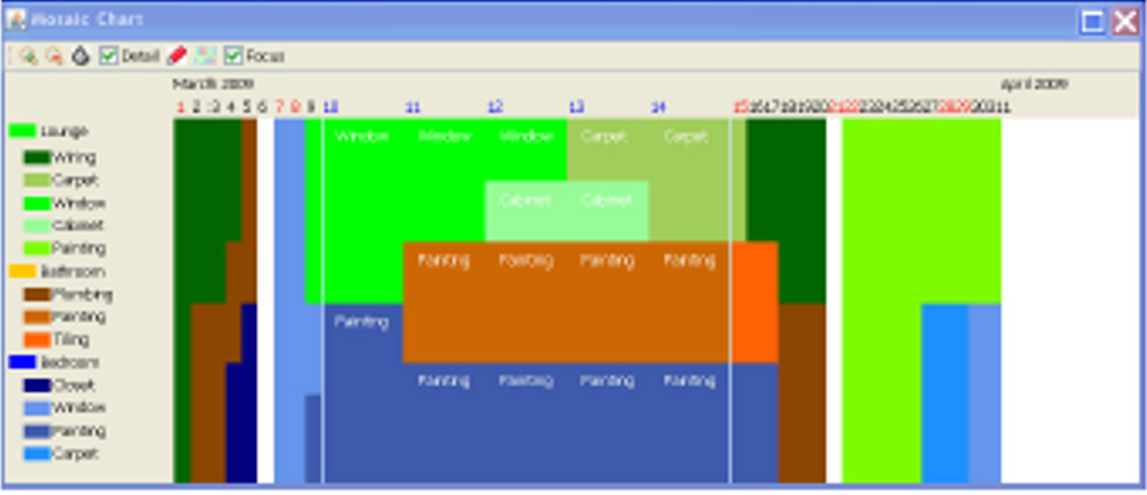 Mosaic Chart
Detail Focus
March 2009 April 2009
1 2 3 4 5 6 7 8 9 10 11 12 13 14 15 16 17 18 19 20 21 22 23 24 25 26 27 28 29 30 31 1
Lounge
Wiring
Carpet
Window
Cabinet
Painting
Bathroom
Plumbing
Painting
Tiling
Bedroom
Closet
Window
Painting
Carpet
Window Window Window Carpet Carpet
Cabinet Cabinet
Painting Painting Painting Painting
Painting
Painting Painting Painting Painting